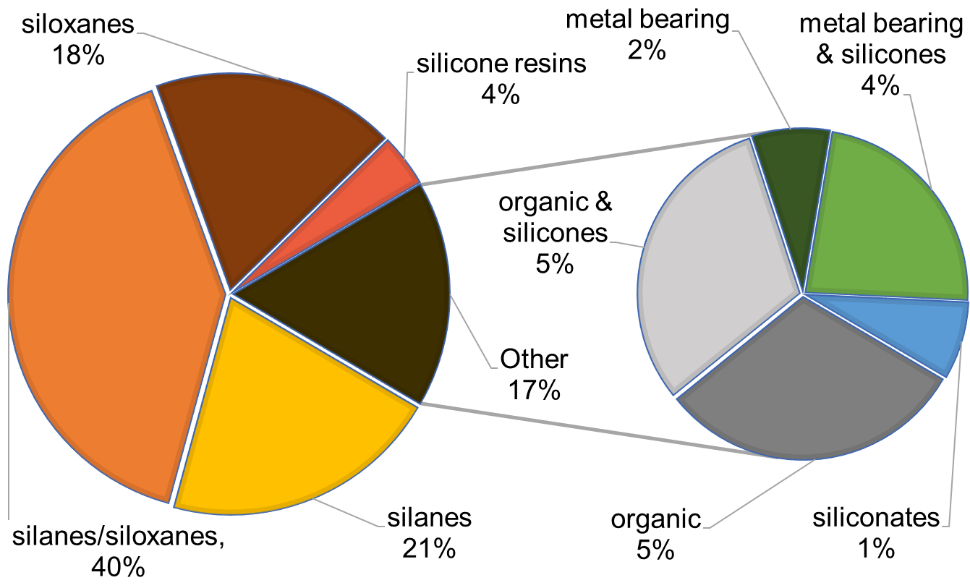 siloxanes
18%
silicone resins
4%
metal bearing
2%
metal bearing
& silicones
4%
organic &
silicones
5%
Other
17%
silanes/siloxanes,
40%
silanes
21%
organic
5%
siliconates
1%